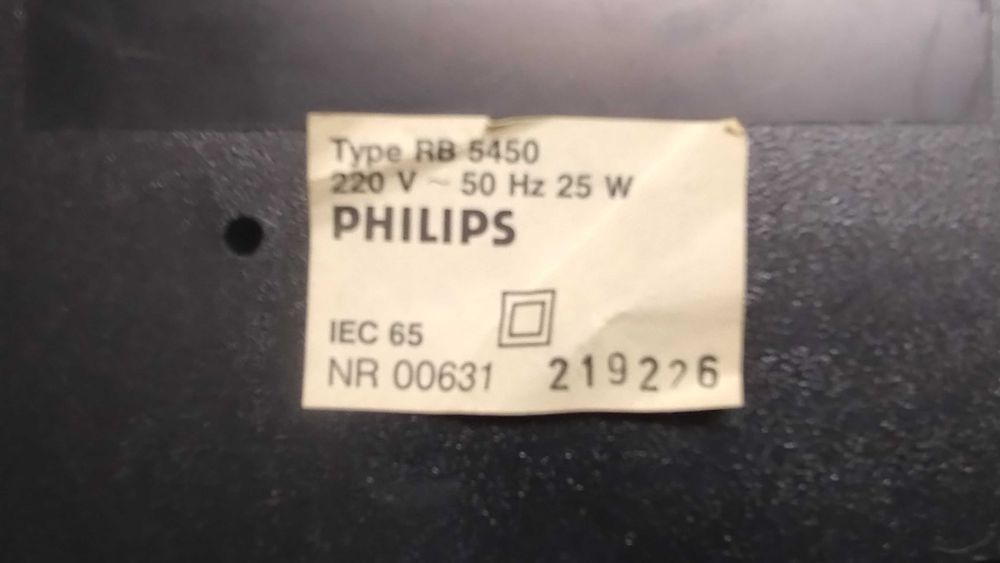 Type RB 5450
220 V ~ 50 Hz 25 W
PHILIPS
IEC 65
NR 00631 219226